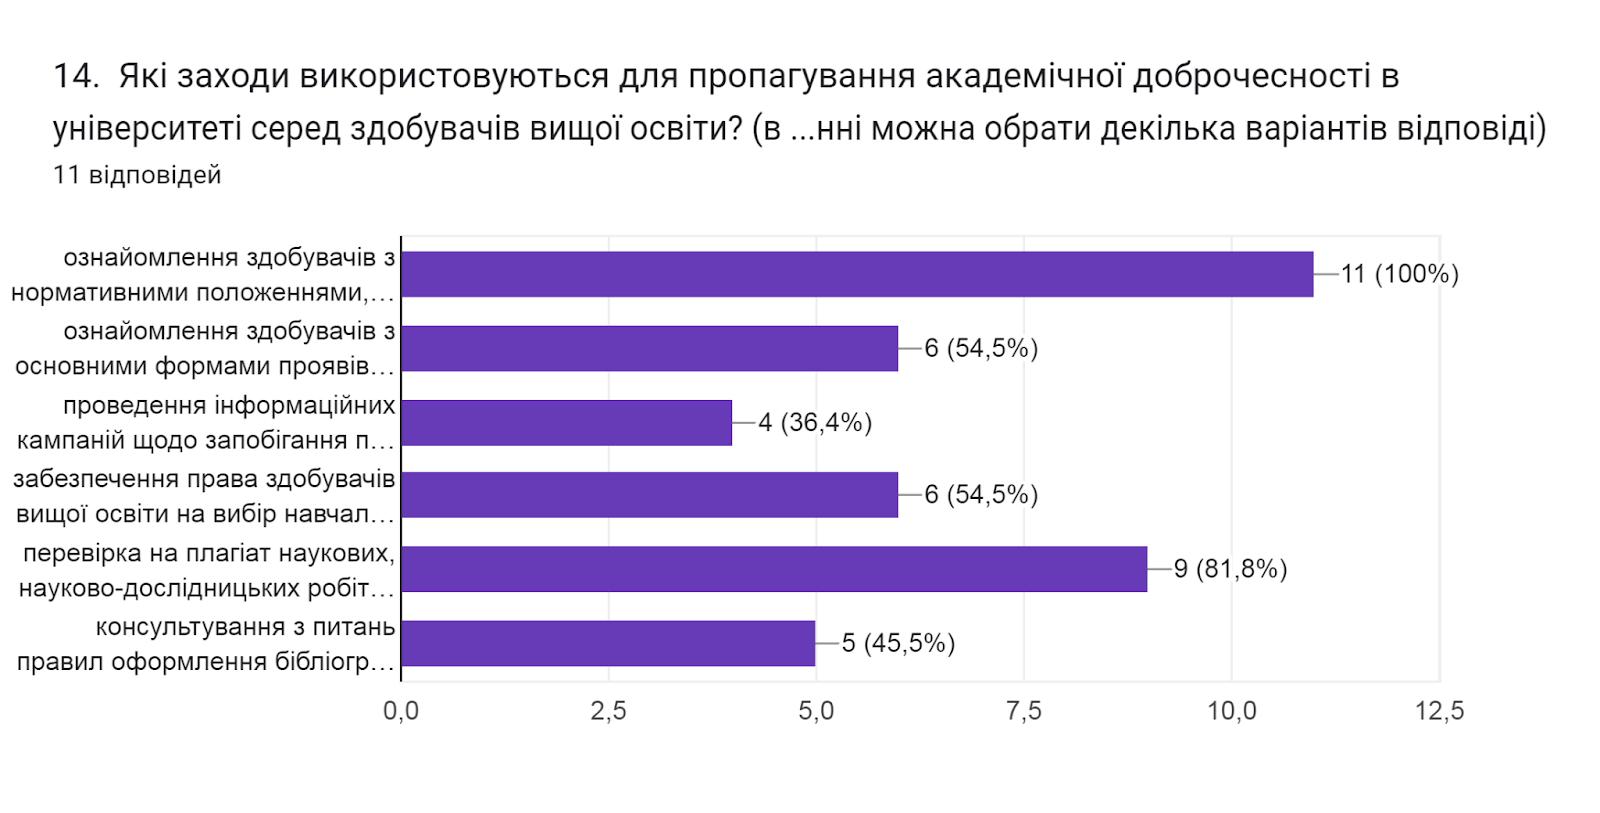 14.  Які заходи використовуються для пропагування академічної доброчесності в
університеті серед здобувачів вищої освіти? (в ...нні можна обрати декілька варіантів відповіді)
11 відповідей
ознайомлення здобувачів з
нормативними положеннями,…
11 (100%)
ознайомлення здобувачів з
основними формами проявів…
6 (54,5%)
проведення інформаційних
кампаній щодо запобігання п…
4 (36,4%)
забезпечення права здобувачів
вищої освіти на вибір навчал…
6 (54,5%)
перевірка на плагіат наукових,
науково-дослідницьких робіт…
9 (81,8%)
консультування з питань
правил оформлення бібліогр…
5 (45,5%)
0,0 2,5 5,0 7,5 10,0 12,5